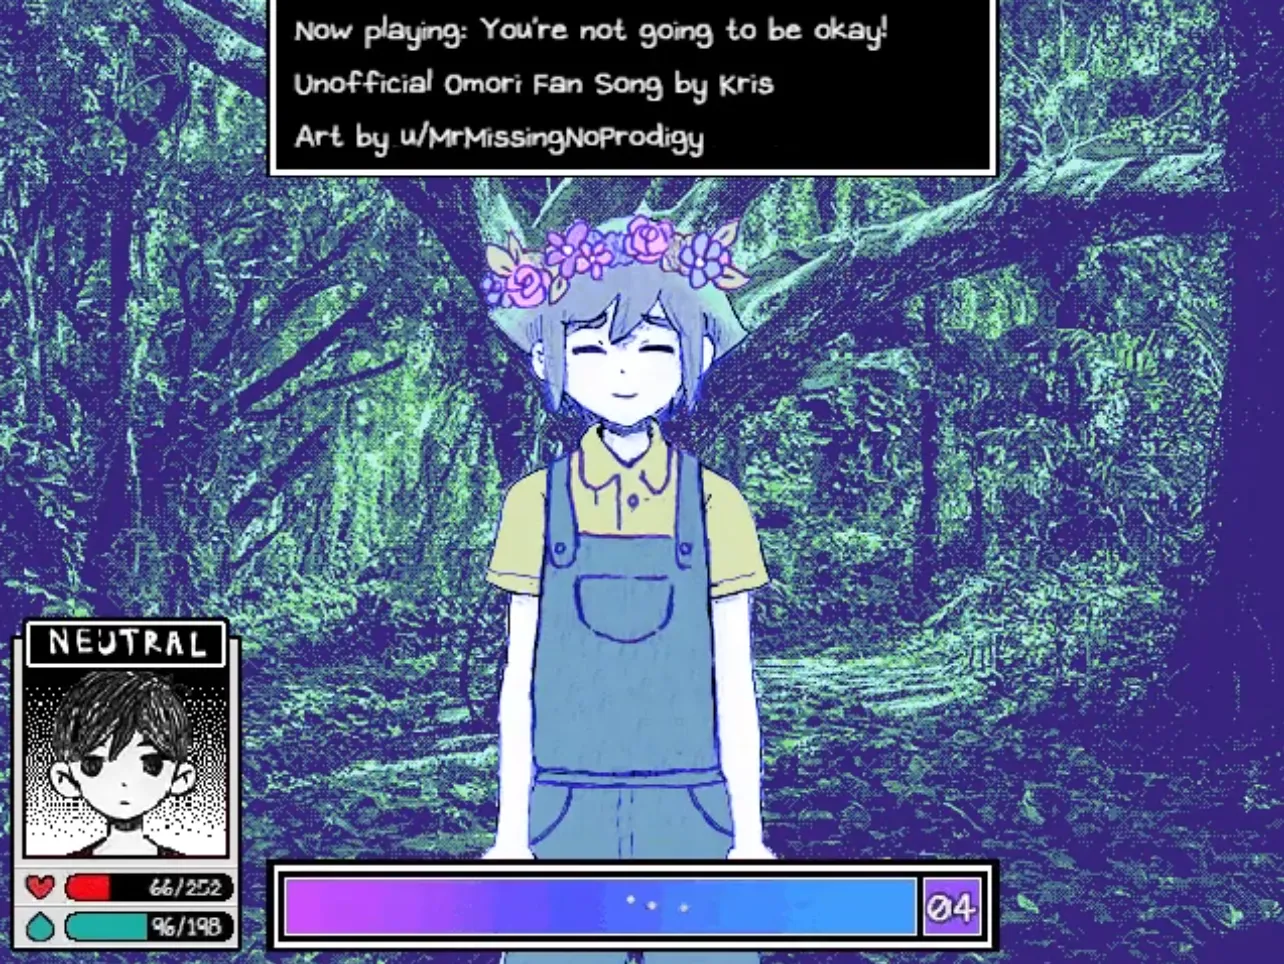 Now playing: You're not going to be okay!
Unofficial Omori Fan Song by Kris
Art by u/MrMissingNoProdigy
NEUTRAL
66/252
96/198
04